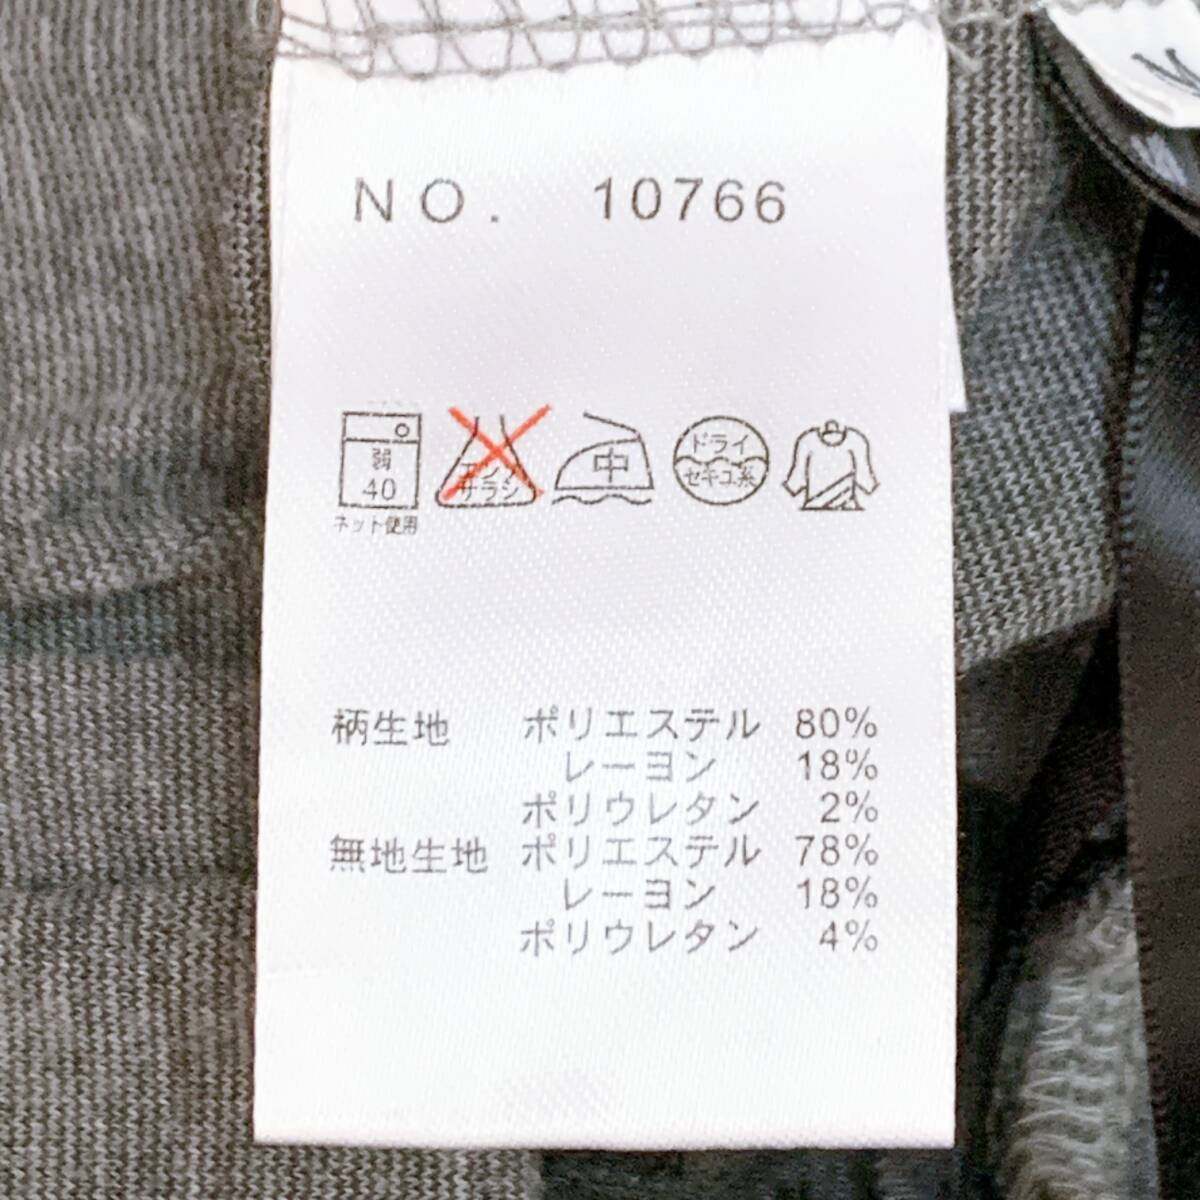 NO. 10766
弱
40
ネット使用
エンソ
サラシ
中
ドライ
セキユ系
柄生地 ポリエステル 80%
レーヨン 18%
ポリウレタン 2%
無地生地 ポリエステル 78%
レーヨン 18%
ポリウレタン 4%